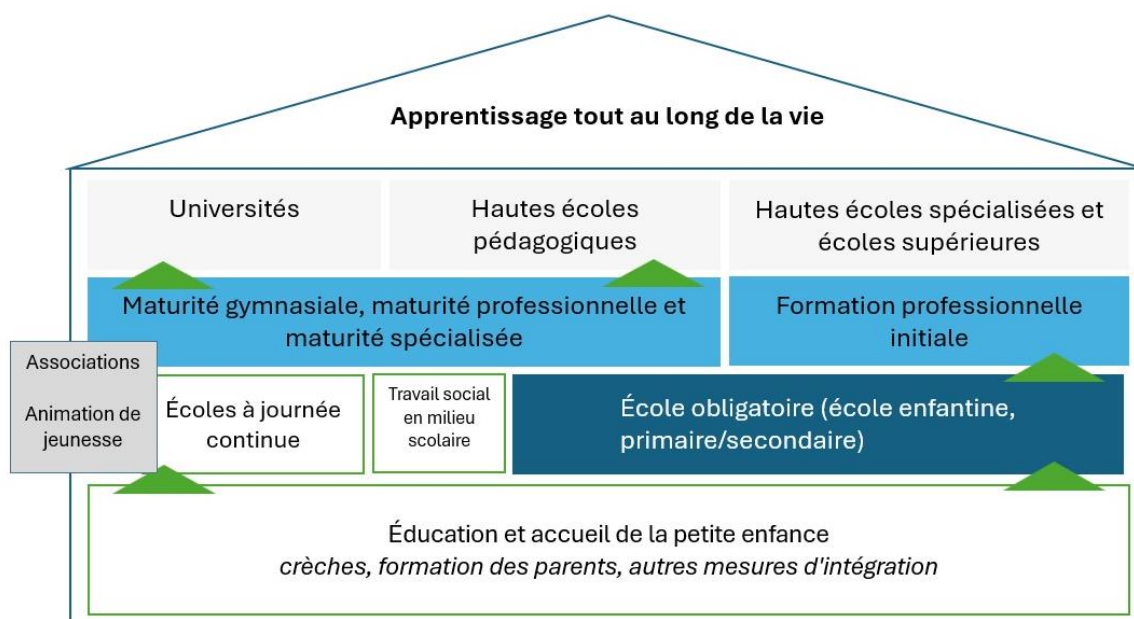 Apprentissage tout au long de la vie
Universités
Hautes écoles
pédagogiques
Hautes écoles spécialisées et
écoles supérieures
Maturité gymnasiale, maturité professionnelle et
maturité spécialisée
Formation professionnelle
initiale
Associations
Animation de
jeunesse
Écoles à journée
continue
Travail social
en milieu
scolaire
École obligatoire (école enfantine,
primaire/secondaire)
Éducation et accueil de la petite enfance
crèches, formation des parents, autres mesures d'intégration